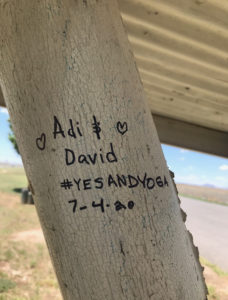 ♡ Adi & ♡
David
#YESANDYOGA
7-4-20